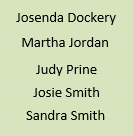 Josenda Dockery
Martha Jordan
Judy Prine
Josie Smith
Sandra Smith